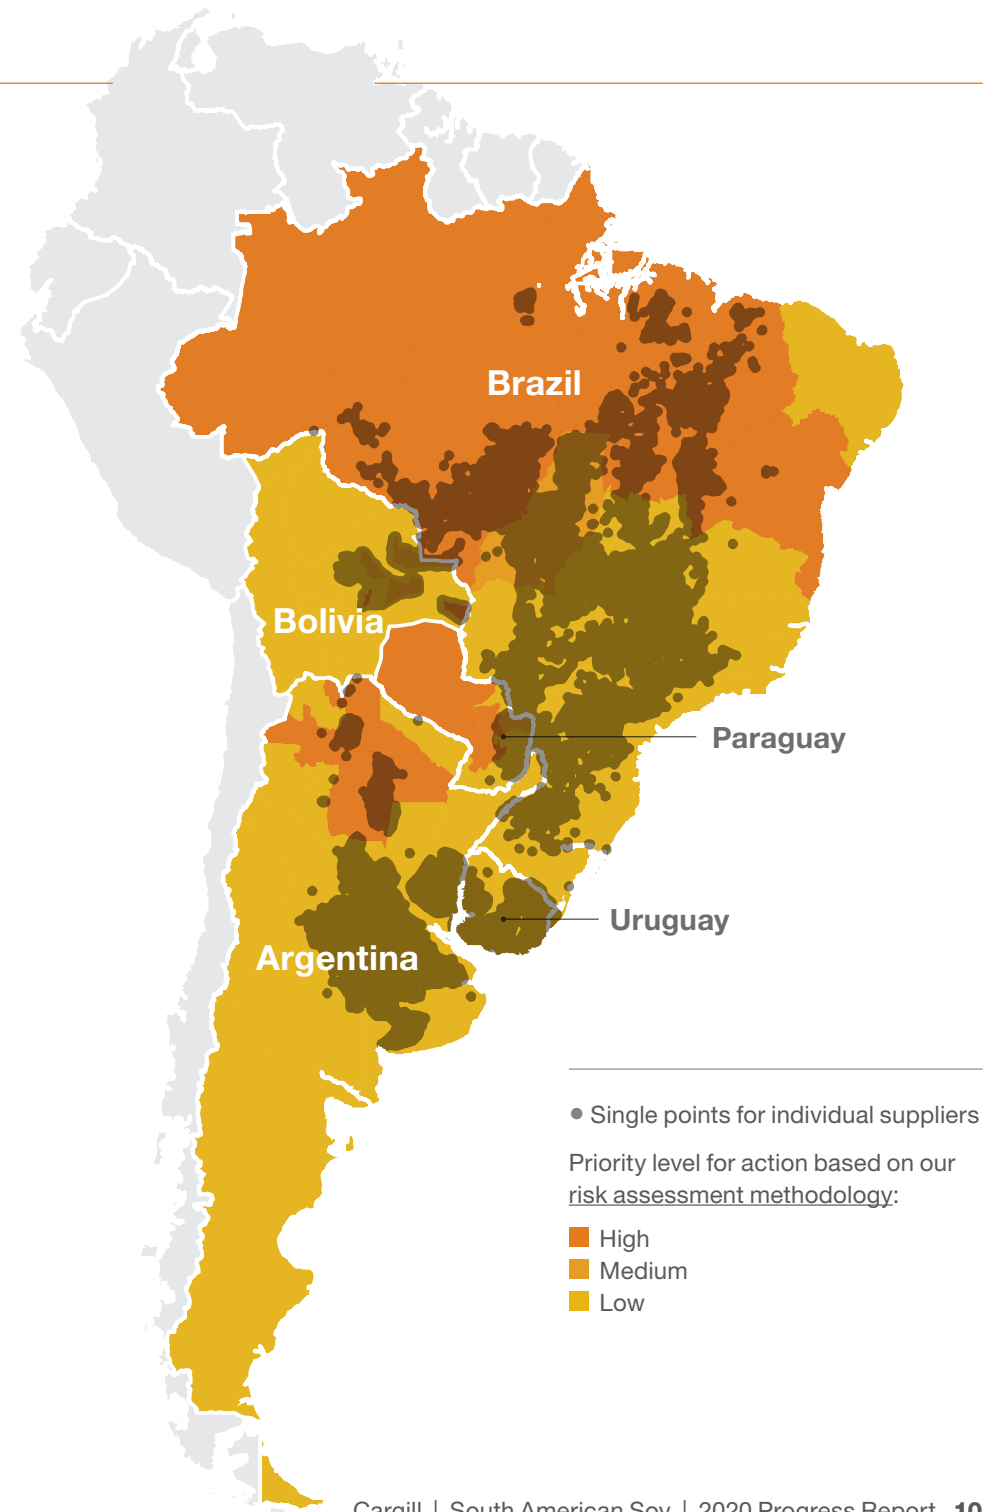 Brazil
Bolivia
Paraguay
Uruguay
Argentina
Single points for individual suppliers
Priority level for action based on our
risk assessment methodology:
High
Medium
Low
Cargill | South American Soy | 2020 Progress Report 10